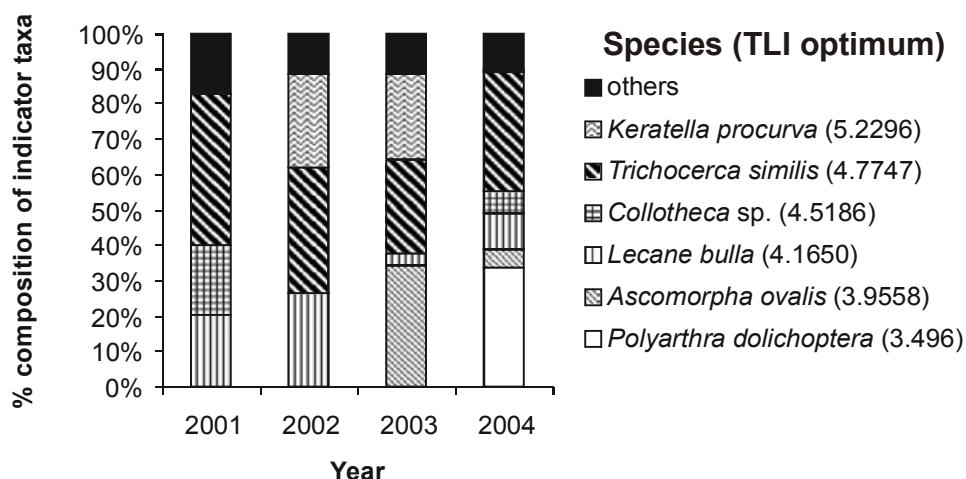 % composition of indicator taxa
100%
90%
80%
70%
60%
50%
40%
30%
20%
10%
0%
2001 2002 2003 2004
Year
Species (TLI optimum)
others
Keratella procurva (5.2296)
Trichocerca similis (4.7747)
Collotheca sp. (4.5186)
Lecane bulla (4.1650)
Ascomorpha ovalis (3.9558)
Polyarthra dolichoptera (3.496)